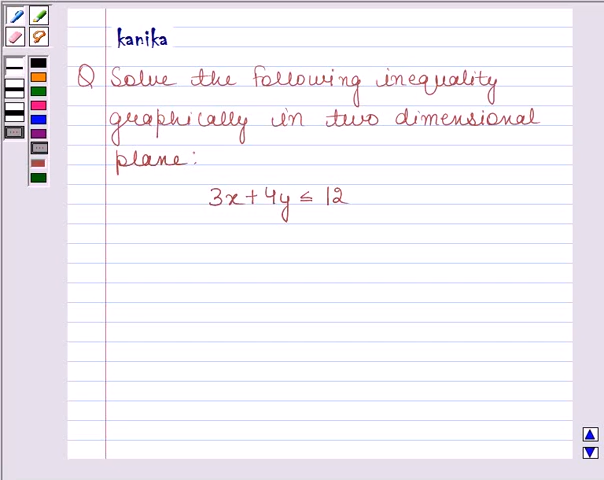 kanika
Q Solve the following inequality
graphically in two dimensional
plane:
3x+4y ≤ 12